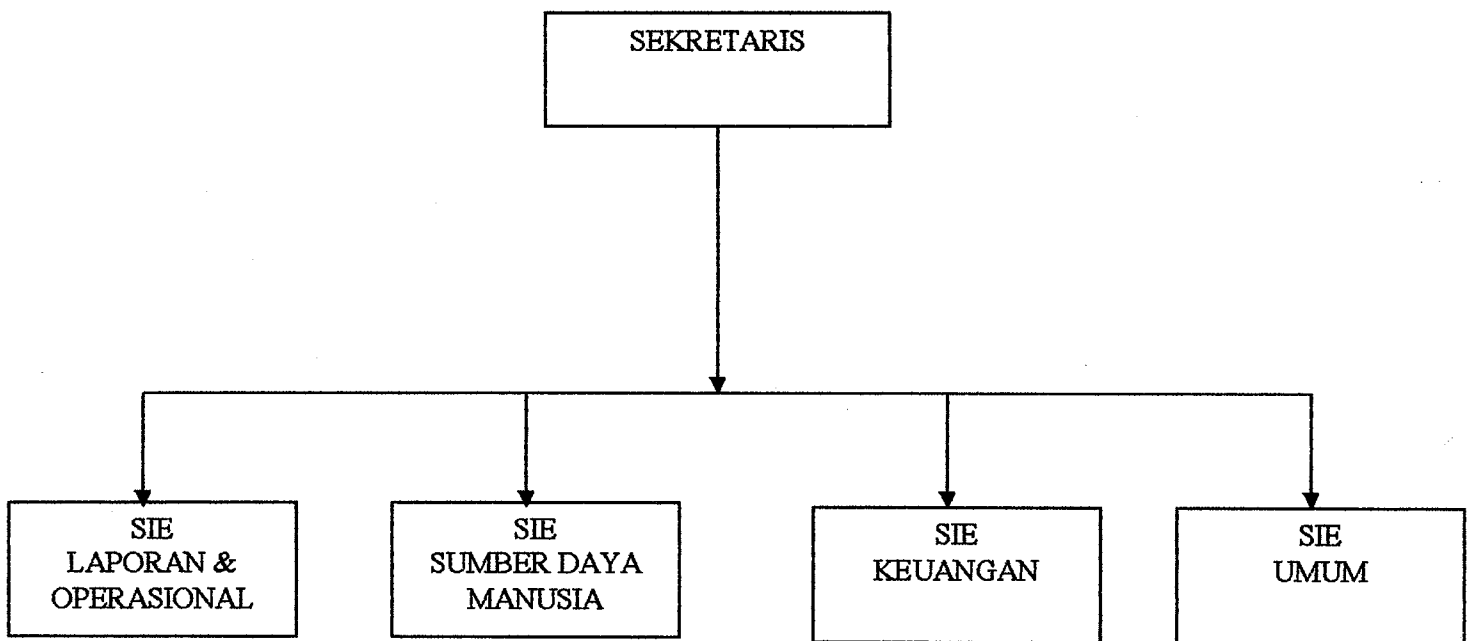 SEKRETARIS
SIE
LAPORAN &
OPERASIONAL
SIE
SUMBER DAYA
MANUSIA
SIE
KEUANGAN
SIE
UMUM